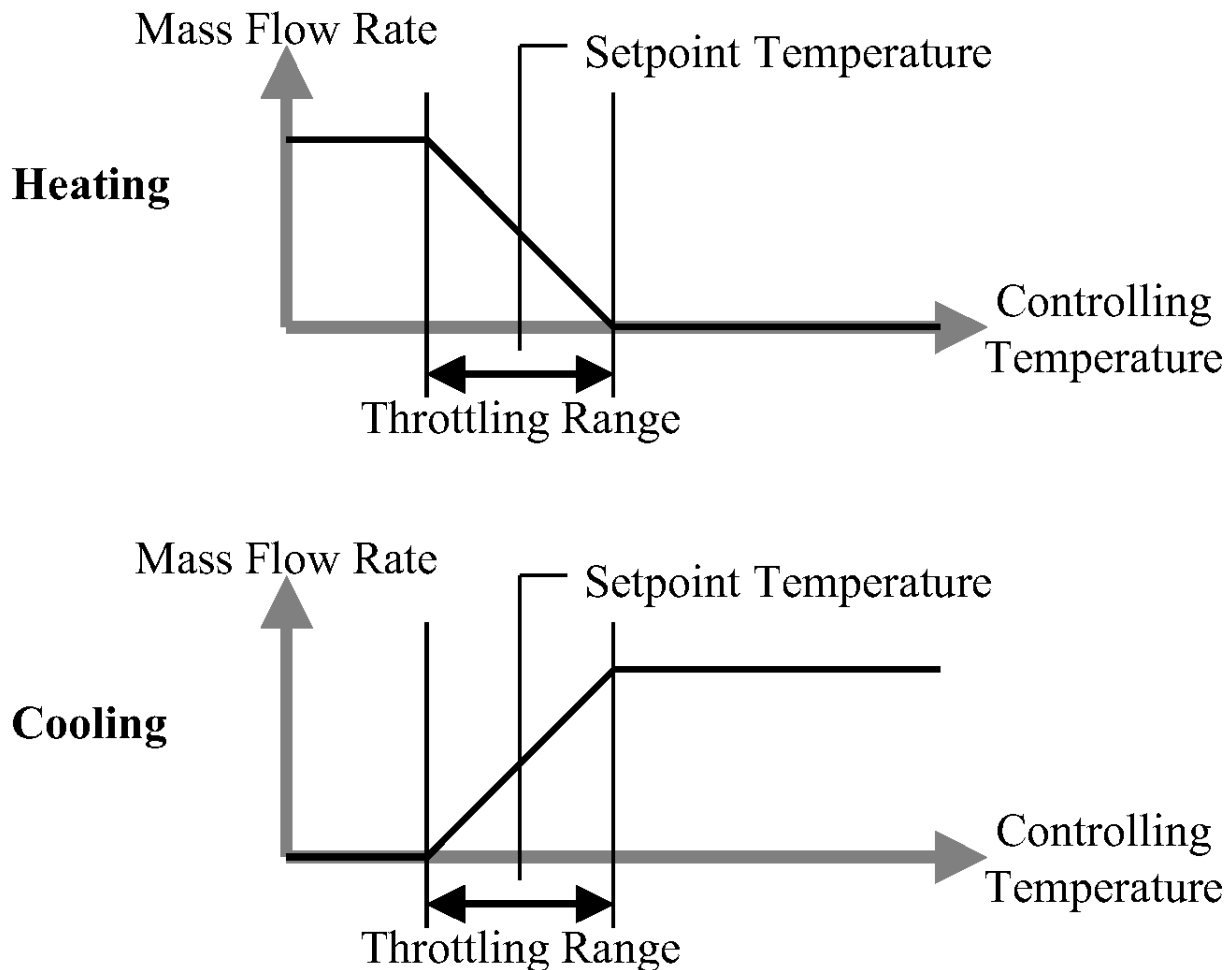 Mass Flow Rate
Setpoint Temperature
Heating
Controlling
Temperature
Throttling Range
Mass Flow Rate
Setpoint Temperature
Cooling
Controlling
Temperature
Throttling Range